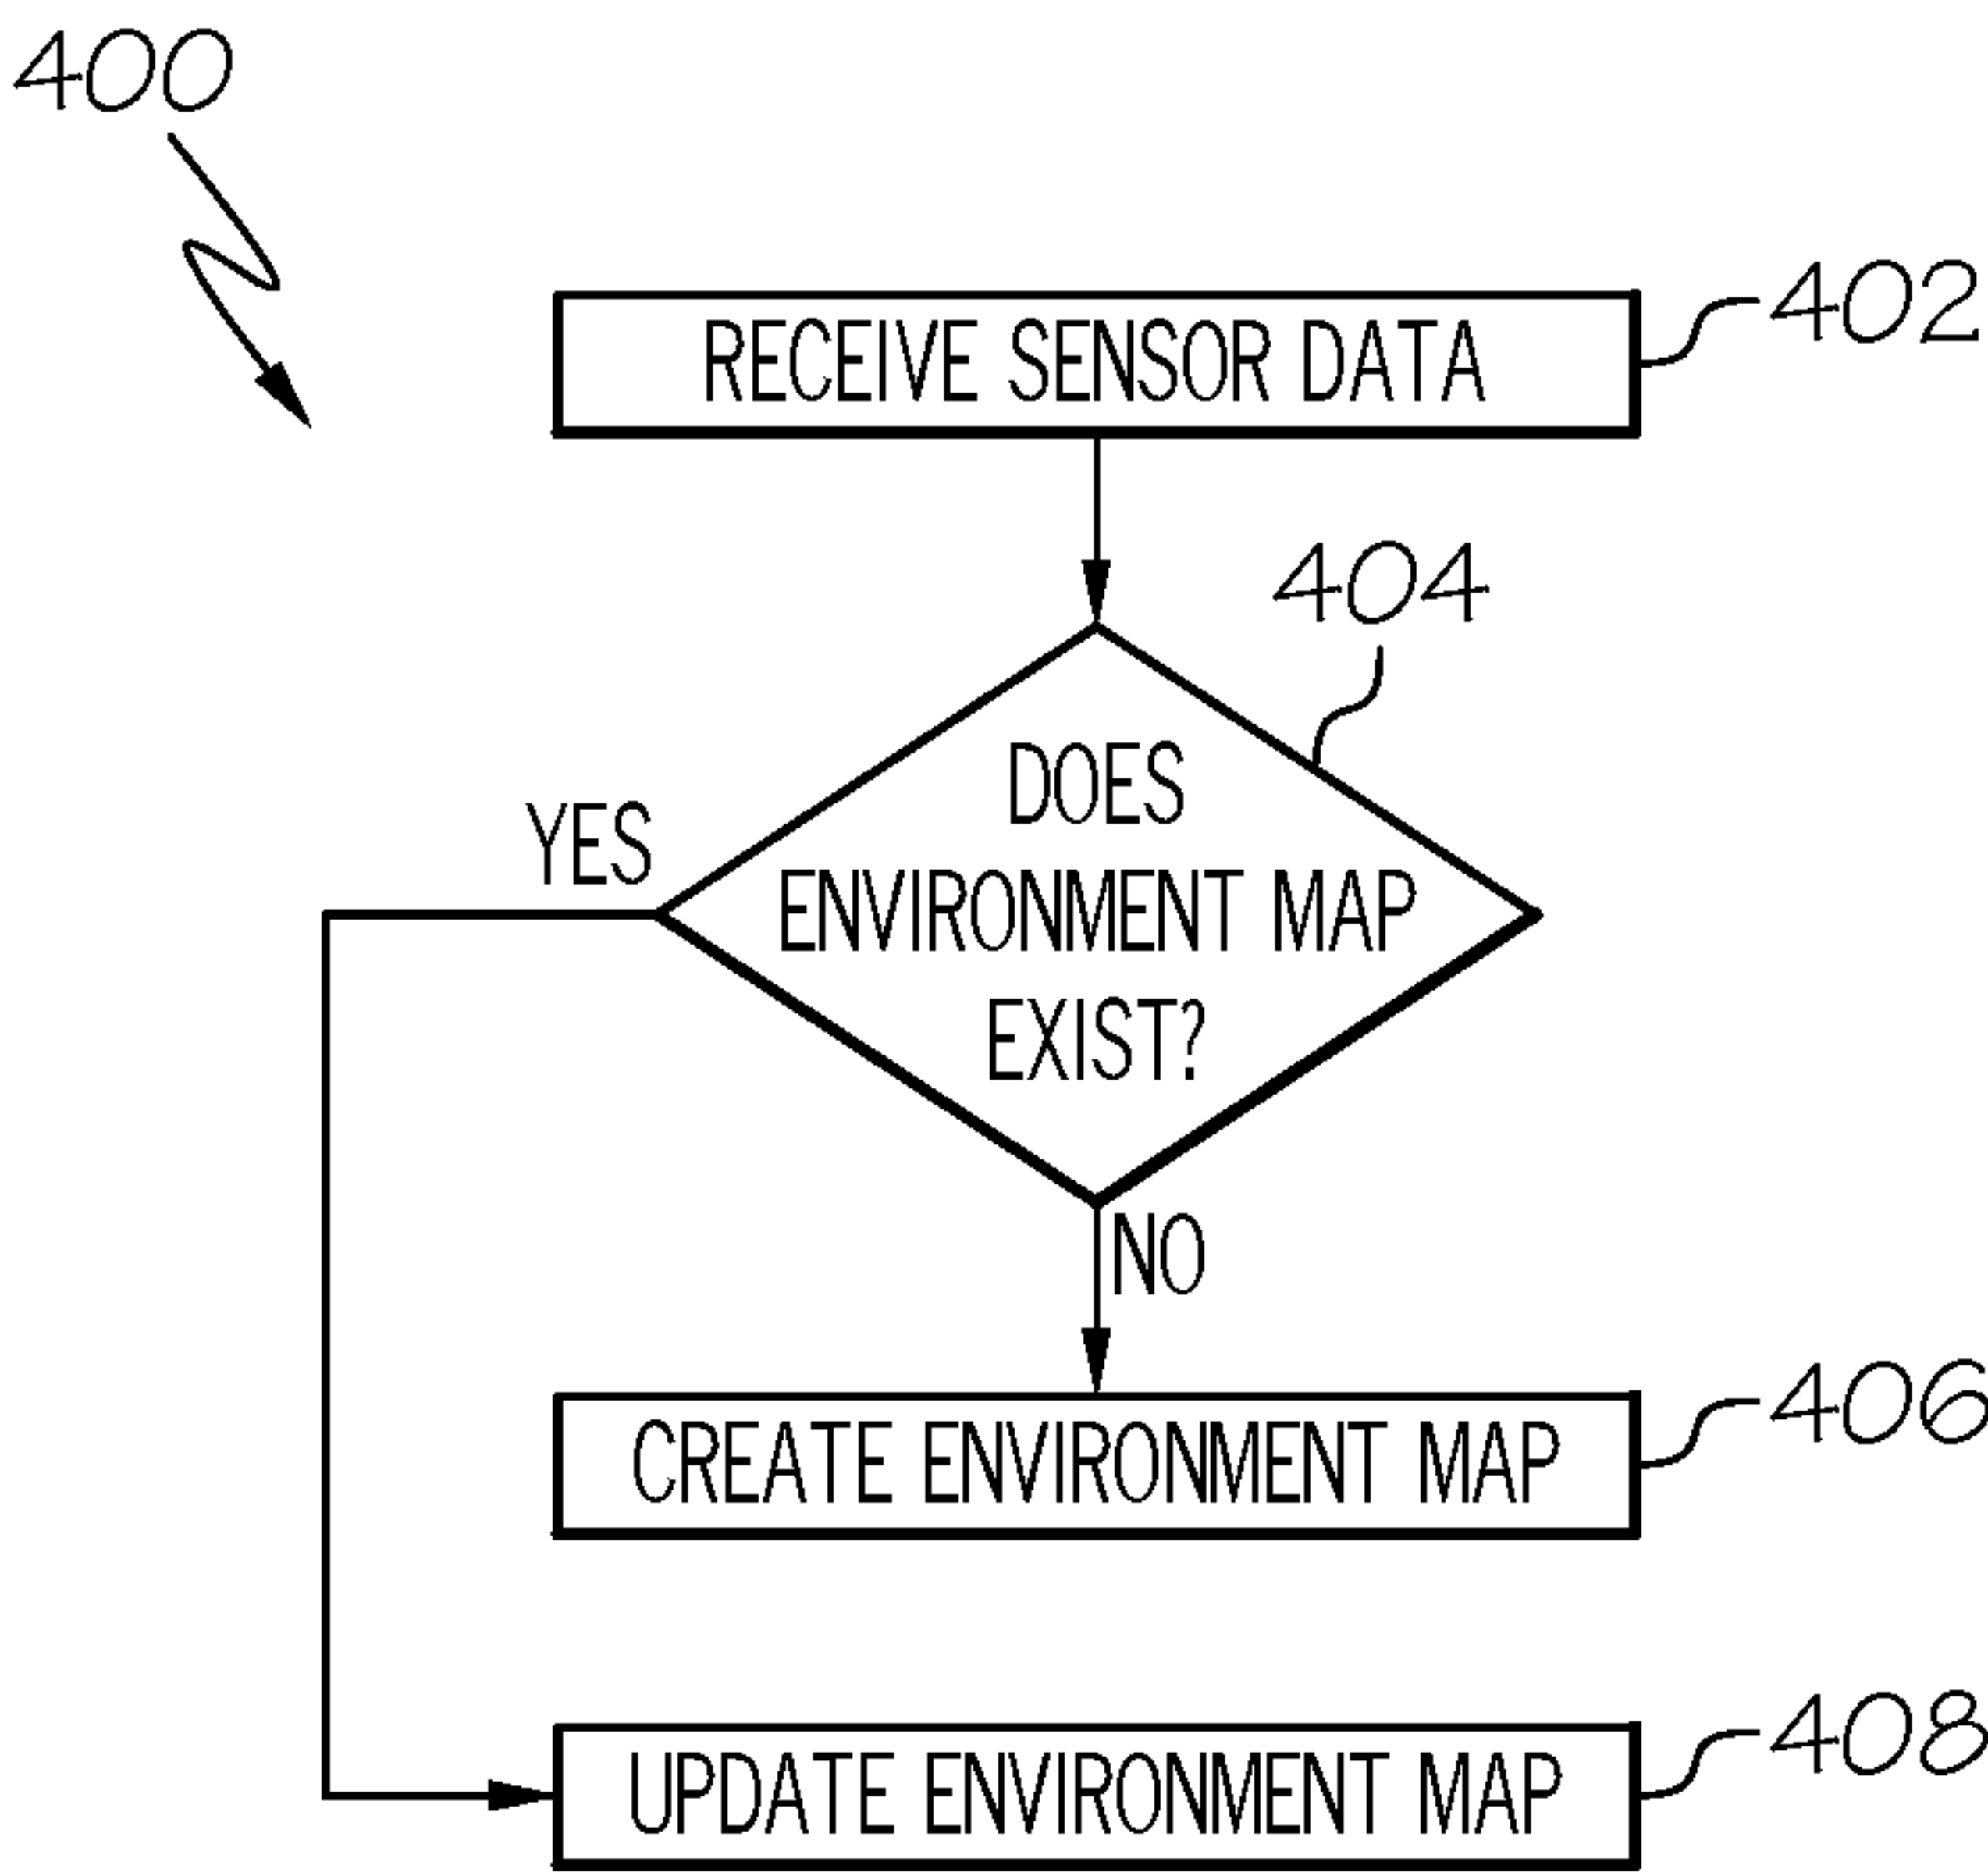 400
RECEIVE SENSOR DATA
402
404
DOES
ENVIRONMENT MAP
EXIST?
YES
NO
CREATE ENVIRONMENT MAP
406
UPDATE ENVIRONMENT MAP
408